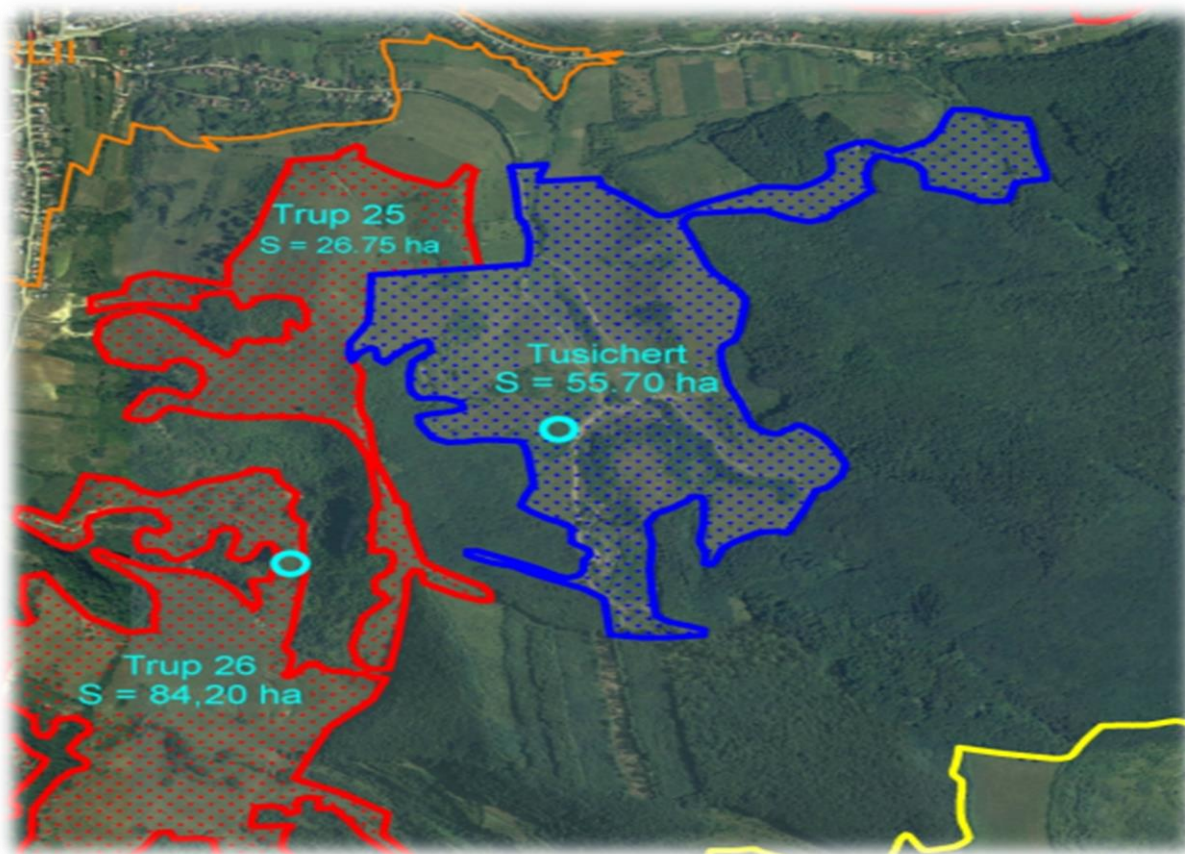 Trup 25
S = 26.75 ha
Tusichert
S = 55.70 ha
Trup 26
S = 84,20 ha